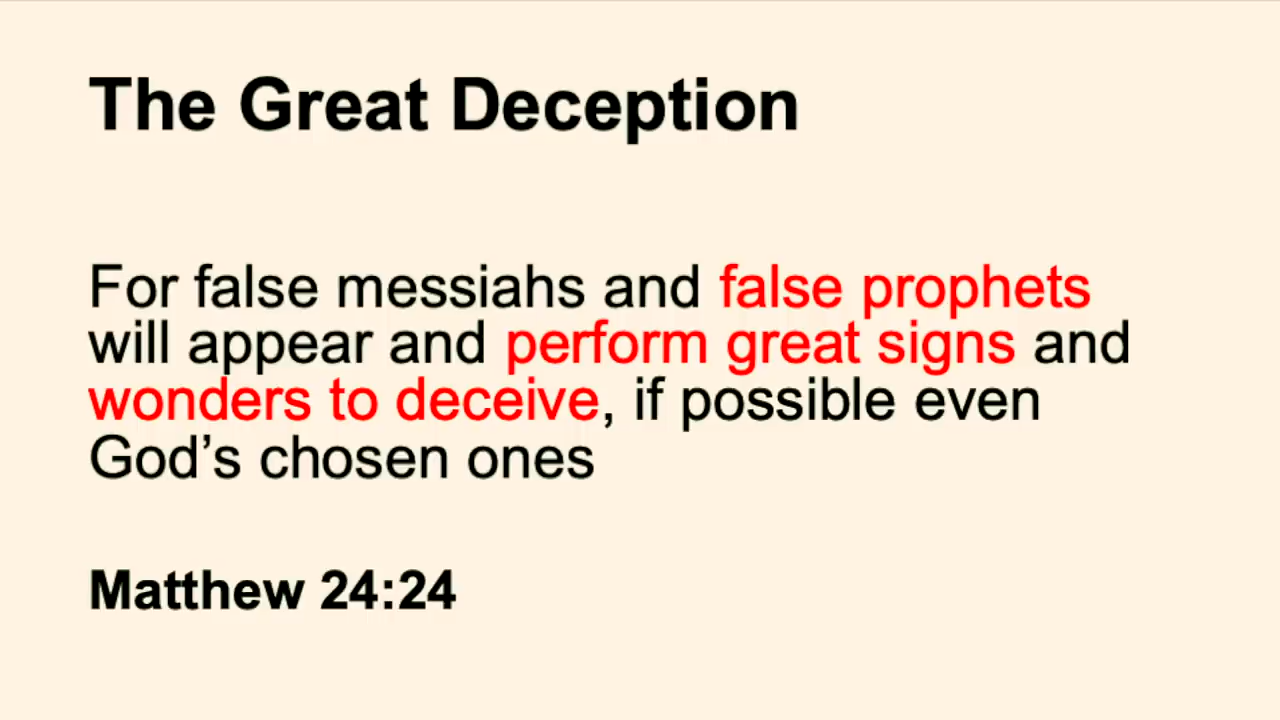 The Great Deception
For false messiahs and false prophets
will appear and perform great signs and
wonders to deceive, if possible even
God’s chosen ones
Matthew 24:24